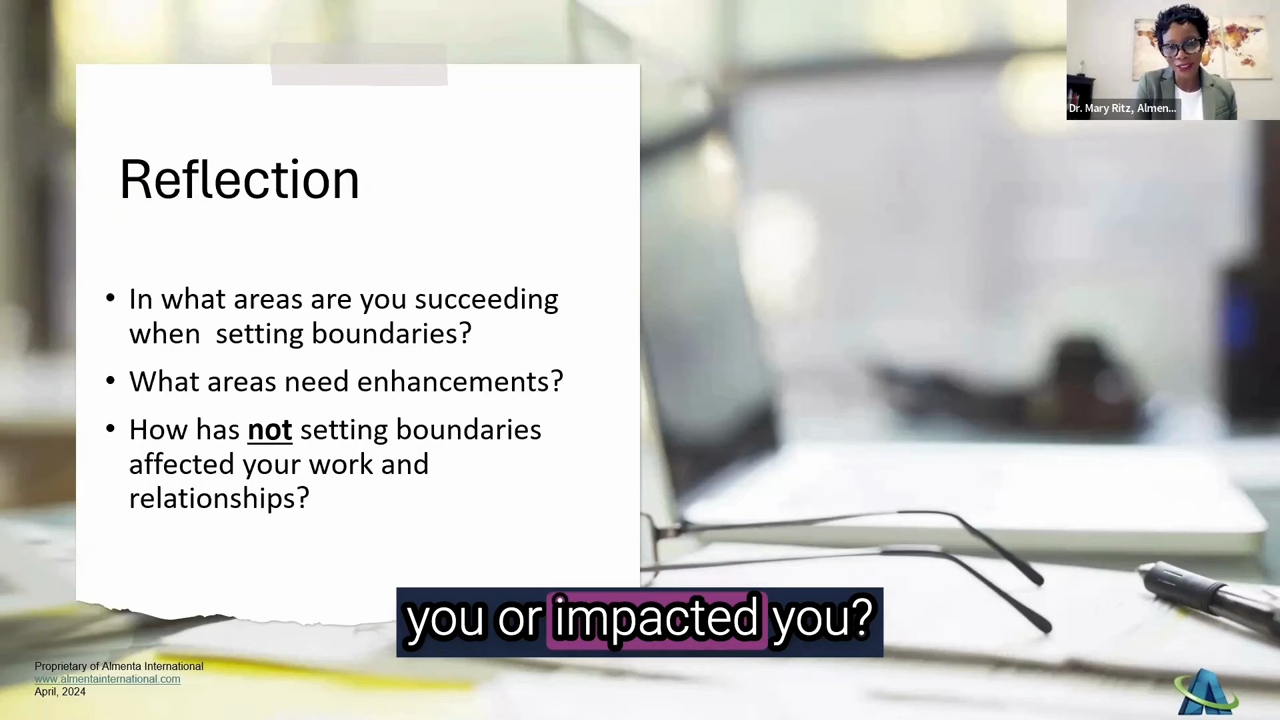 Dr. Mary Ritz, Almen...
Reflection
• In what areas are you succeeding
when  setting boundaries?
• What areas need enhancements?
• How has not setting boundaries
affected your work and
relationships?
you or impacted you?
Proprietary of Almenta International
www.almentainternational.com
April, 2024